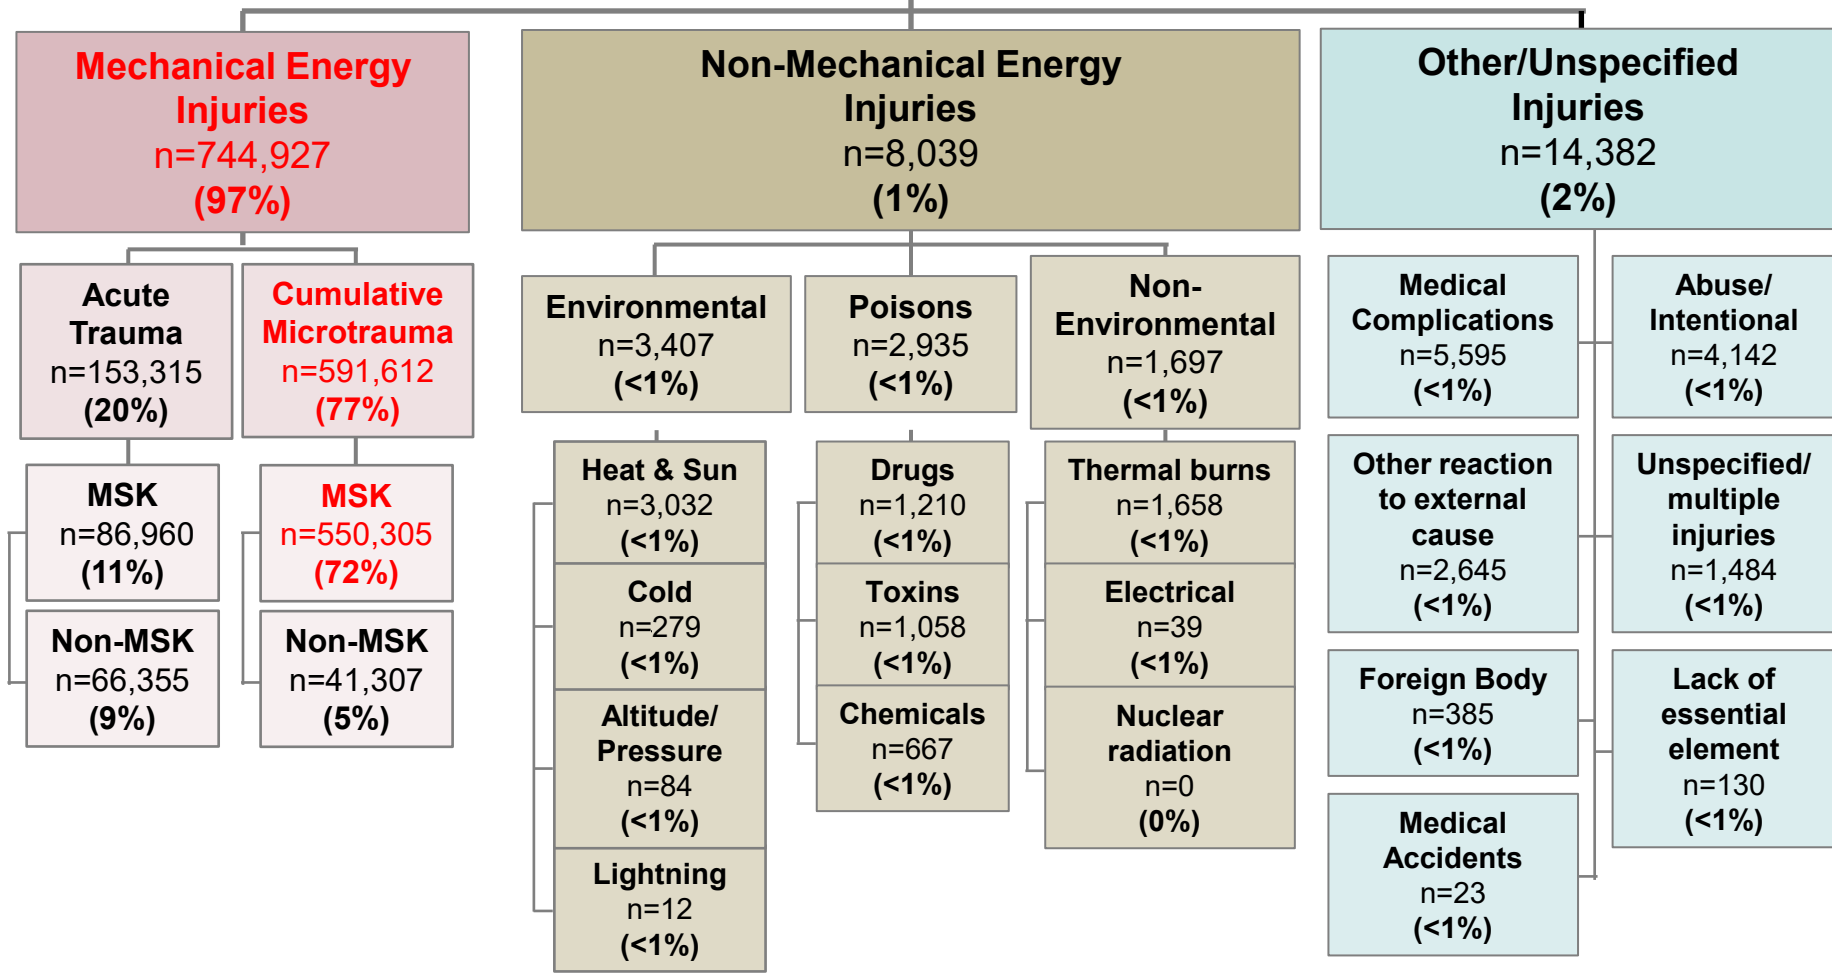 Mechanical Energy
Injuries
n=744,927
(97%)
Non-Mechanical Energy
Injuries
n=8,039
(1%)
Other/Unspecified
Injuries
n=14,382
(2%)
Acute
Trauma
n=153,315
(20%)
Cumulative
Microtrauma
n=591,612
(77%)
MSK
n=86,960
(11%)
Non-MSK
n=66,355
(9%)
MSK
n=550,305
(72%)
Non-MSK
n=41,307
(5%)
Environmental
n=3,407
(<1%)
Poisons
n=2,935
(<1%)
Non-
Environmental
n=1,697
(<1%)
Heat & Sun
n=3,032
(<1%)
Cold
n=279
(<1%)
Altitude/
Pressure
n=84
(<1%)
Lightning
n=12
(<1%)
Drugs
n=1,210
(<1%)
Toxins
n=1,058
(<1%)
Chemicals
n=667
(<1%)
Thermal burns
n=1,658
(<1%)
Electrical
n=39
(<1%)
Nuclear
radiation
n=0
(0%)
Medical
Complications
n=5,595
(<1%)
Abuse/
Intentional
n=4,142
(<1%)
Other reaction
to external
cause
n=2,645
(<1%)
Unspecified/
multiple
injuries
n=1,484
(<1%)
Foreign Body
n=385
(<1%)
Lack of
essential
element
n=130
(<1%)
Medical
Accidents
n=23
(<1%)